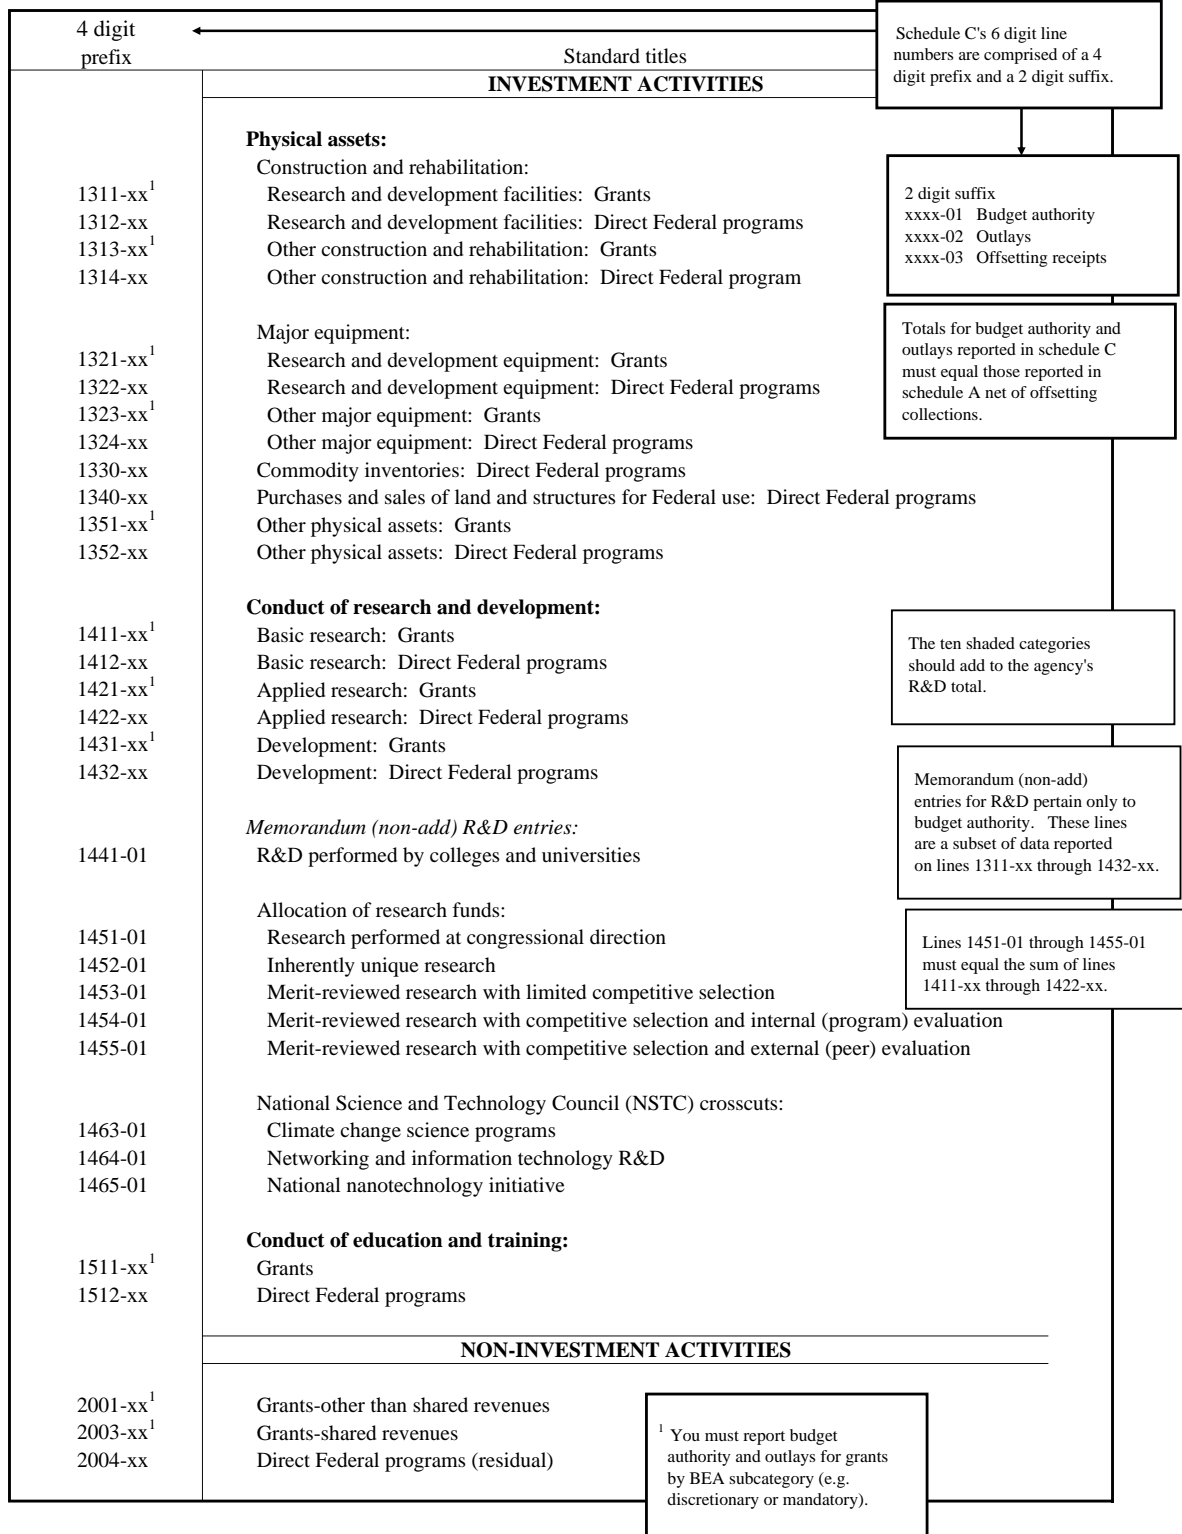 4 digit
prefix
Standard titles
Schedule C's 6 digit line
numbers are comprised of a 4
digit prefix and a 2 digit suffix.
INVESTMENT ACTIVITIES
Physical assets:
Construction and rehabilitation:
1311-xx1 Research and development facilities: Grants
1312-xx Research and development facilities: Direct Federal programs
1313-xx1 Other construction and rehabilitation: Grants
1314-xx Other construction and rehabilitation: Direct Federal program
2 digit suffix
xxxx-01 Budget authority
xxxx-02 Outlays
xxxx-03 Offsetting receipts
Major equipment:
1321-xx1 Research and development equipment: Grants
1322-xx Research and development equipment: Direct Federal programs
1323-xx1 Other major equipment: Grants
1324-xx Other major equipment: Direct Federal programs
1330-xx Commodity inventories: Direct Federal programs
1340-xx Purchases and sales of land and structures for Federal use: Direct Federal programs
1351-xx1 Other physical assets: Grants
1352-xx Other physical assets: Direct Federal programs
Totals for budget authority and
outlays reported in schedule C
must equal those reported in
schedule A net of offsetting
collections.
Conduct of research and development:
1411-xx1 Basic research: Grants
1412-xx Basic research: Direct Federal programs
1421-xx1 Applied research: Grants
1422-xx Applied research: Direct Federal programs
1431-xx1 Development: Grants
1432-xx Development: Direct Federal programs
The ten shaded categories
should add to the agency's
R&D total.
Memorandum (non-add) R&D entries:
1441-01 R&D performed by colleges and universities
Memorandum (non-add)
entries for R&D pertain only to
budget authority. These lines
are a subset of data reported
on lines 1311-xx through 1432-xx.
Allocation of research funds:
1451-01 Research performed at congressional direction
1452-01 Inherently unique research
1453-01 Merit-reviewed research with limited competitive selection
1454-01 Merit-reviewed research with competitive selection and internal (program) evaluation
1455-01 Merit-reviewed research with competitive selection and external (peer) evaluation
Lines 1451-01 through 1455-01
must equal the sum of lines
1411-xx through 1422-xx.
National Science and Technology Council (NSTC) crosscuts:
1463-01 Climate change science programs
1464-01 Networking and information technology R&D
1465-01 National nanotechnology initiative
Conduct of education and training:
1511-xx1 Grants
1512-xx Direct Federal programs
NON-INVESTMENT ACTIVITIES
2001-xx1 Grants-other than shared revenues
2003-xx1 Grants-shared revenues
2004-xx Direct Federal programs (residual)
1 You must report budget
authority and outlays for grants
by BEA subcategory (e.g.
discretionary or mandatory).